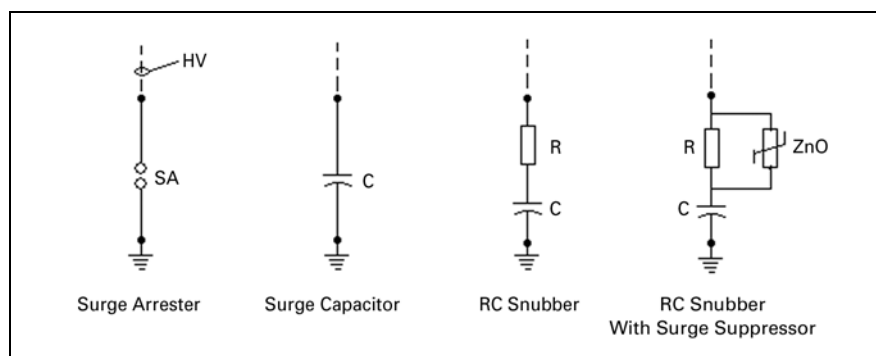 HV
SA
C
R
C
R
ZnO
C
Surge Arrester
Surge Capacitor
RC Snubber
RC Snubber
With Surge Suppressor